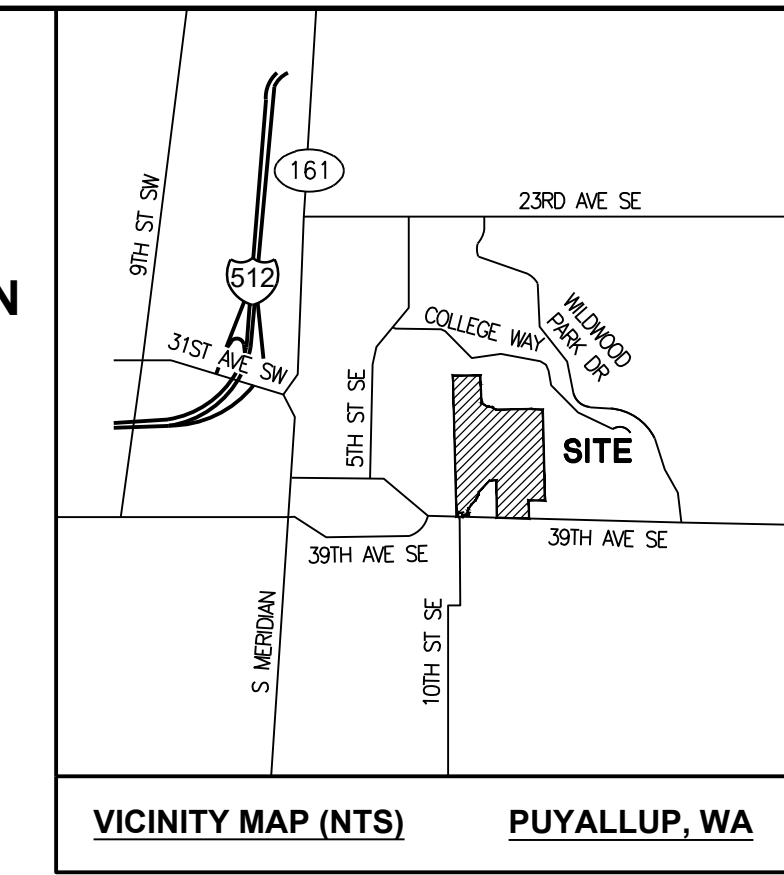 161
23RD AVE SE
9TH ST SW
512
N
WILDWOOD
PARK DR
COLLEGE WAY
31ST AVE SW
5TH ST SE
SITE
39TH AVE SE
39TH AVE SE
S MERIDIAN
10TH ST SE
VICINITY MAP (NTS) PUYALLUP, WA